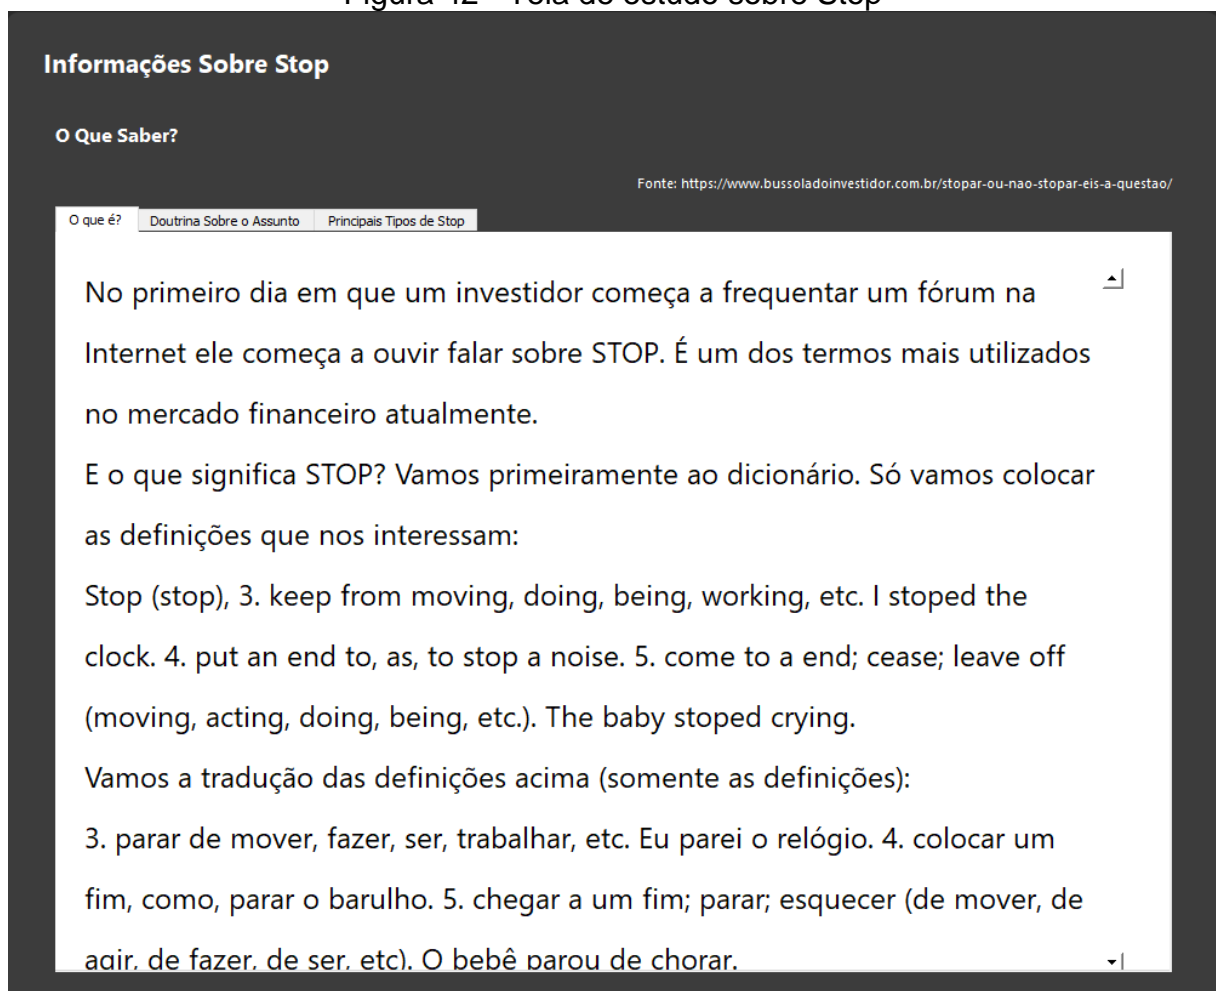 Figura 42 - Tela de estudo sobre Stop
Informações Sobre Stop
O Que Saber?
Fonte: https://www.bussoladoinvestidor.com.br/stopar-ou-nao-stopar-eis-a-questao/
O que é? Doutrina Sobre o Assunto Principais Tipos de Stop
No primeiro dia em que um investidor começa a frequentar um fórum na
Internet ele começa a ouvir falar sobre STOP. É um dos termos mais utilizados
no mercado financeiro atualmente.
E o que significa STOP? Vamos primeiramente ao dicionário. Só vamos colocar
as definições que nos interessam:
Stop (stop), 3. keep from moving, doing, being, working, etc. I stoped the
clock. 4. put an end to, as, to stop a noise. 5. come to a end; cease; leave off
(moving, acting, doing, being, etc.). The baby stoped crying.
Vamos a tradução das definições acima (somente as definições):
3. parar de mover, fazer, ser, trabalhar, etc. Eu parei o relógio. 4. colocar um
fim, como, parar o barulho. 5. chegar a um fim; parar; esquecer (de mover, de
agir, de fazer, de ser, etc). O bebê parou de chorar.